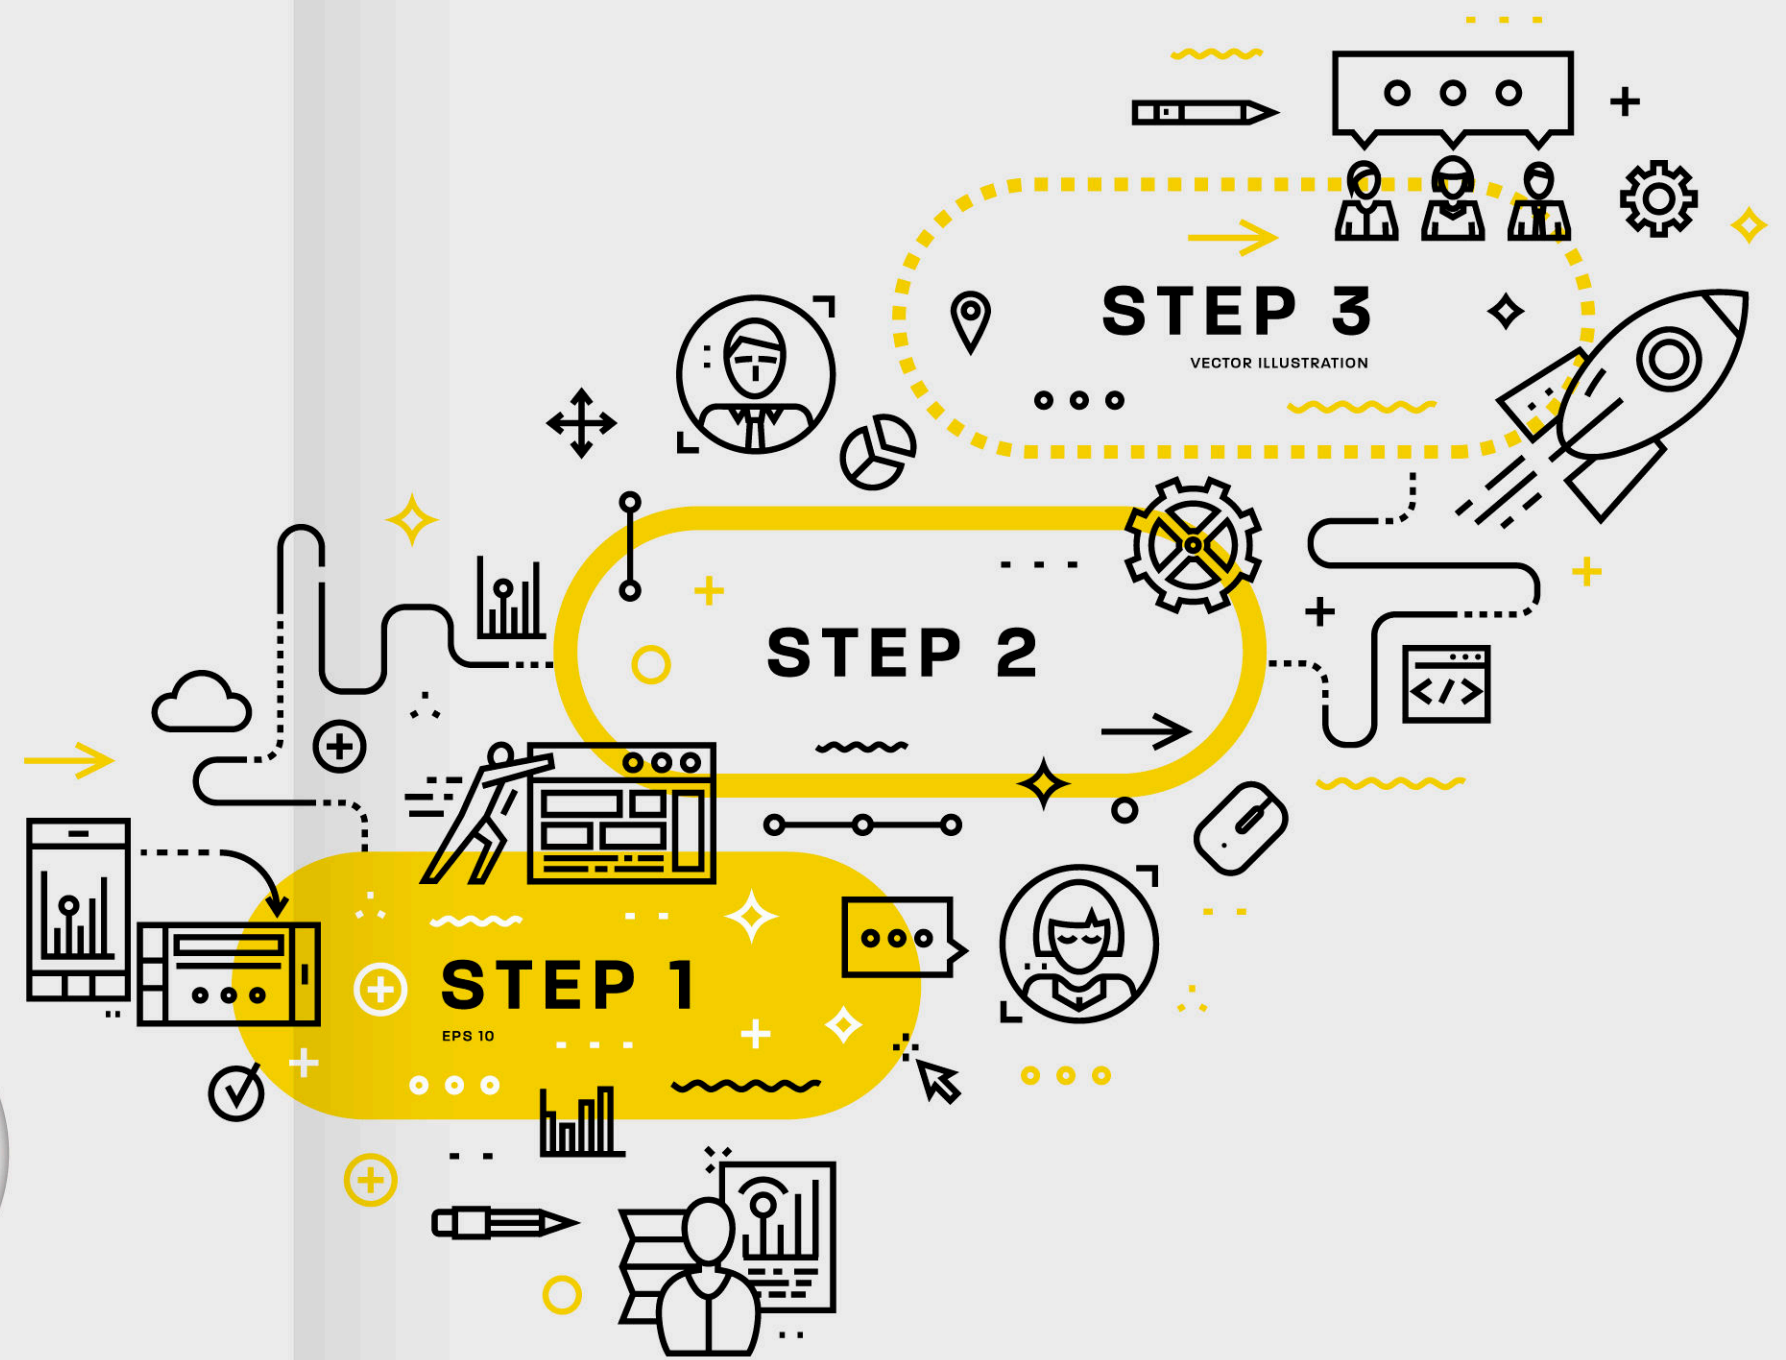 STEP 3
VECTOR ILLUSTRATION
STEP 2
</>
STEP 1
EPS 10